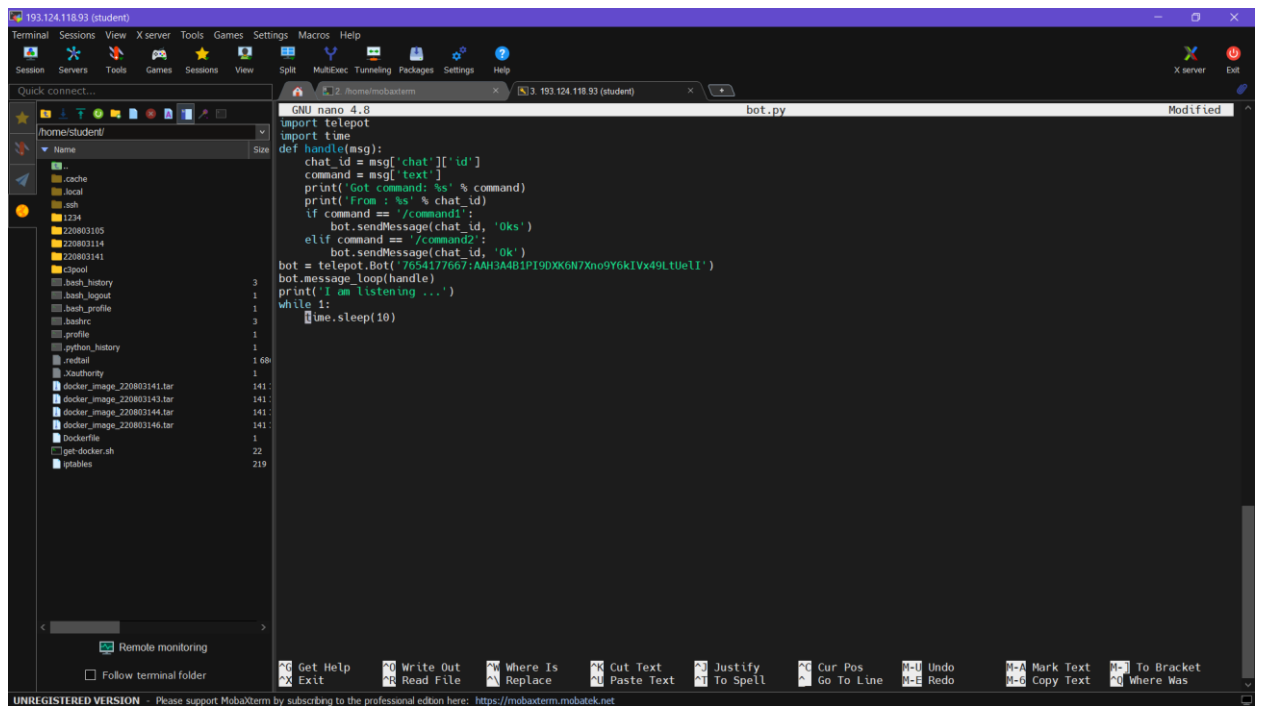 193.124.118.93 (student)
Terminal Sessions View X server Tools Games Settings Macros Help
Session Servers Tools Games Sessions View Split MultiExec Tunneling Packages Settings Help X server Exit
Quick connect...
2. /home/mobaxterm
3. 193.124.118.93 (student)
/home/student/
Name Size
..
.cache
.local
.ssh
1234
220803105
220803114
220803141
c3pool
.bash_history 3
.bash_logout 1
.bash_profile 1
.bashrc 3
.profile 1
.python_history 1
.redtail 1 68
.Xauthority 1
docker_image_220803141.tar 141
docker_image_220803143.tar 141
docker_image_220803144.tar 141
docker_image_220803146.tar 141
Dockerfile 1
get-docker.sh 22
iptables 219
Remote monitoring
Follow terminal folder
GNU nano 4.8 bot.py Modified
import telepot
import time
def handle(msg):
chat_id = msg['chat']['id']
command = msg['text']
print('Got command: %s' % command)
print('From : %s' % chat_id)
if command == '/command1':
bot.sendMessage(chat_id, 'Oks')
elif command == '/command2':
bot.sendMessage(chat_id, 'Ok')
bot = telepot.Bot('7654177667:AAH3A4B1PI9DXK6N7Xno9Y6kIVx49LtUelI')
bot.message_loop(handle)
print('I am listening ...')
while 1:
time.sleep(10)
^G Get Help ^O Write Out ^W Where Is ^K Cut Text ^J Justify ^C Cur Pos M-U Undo M-A Mark Text M-] To Bracket
^X Exit ^R Read File ^\ Replace ^U Paste Text ^T To Spell ^_ Go To Line M-E Redo M-6 Copy Text ^Q Where Was
UNREGISTERED VERSION - Please support MobaXterm by subscribing to the professional edition here: https://mobaxterm.mobatek.net